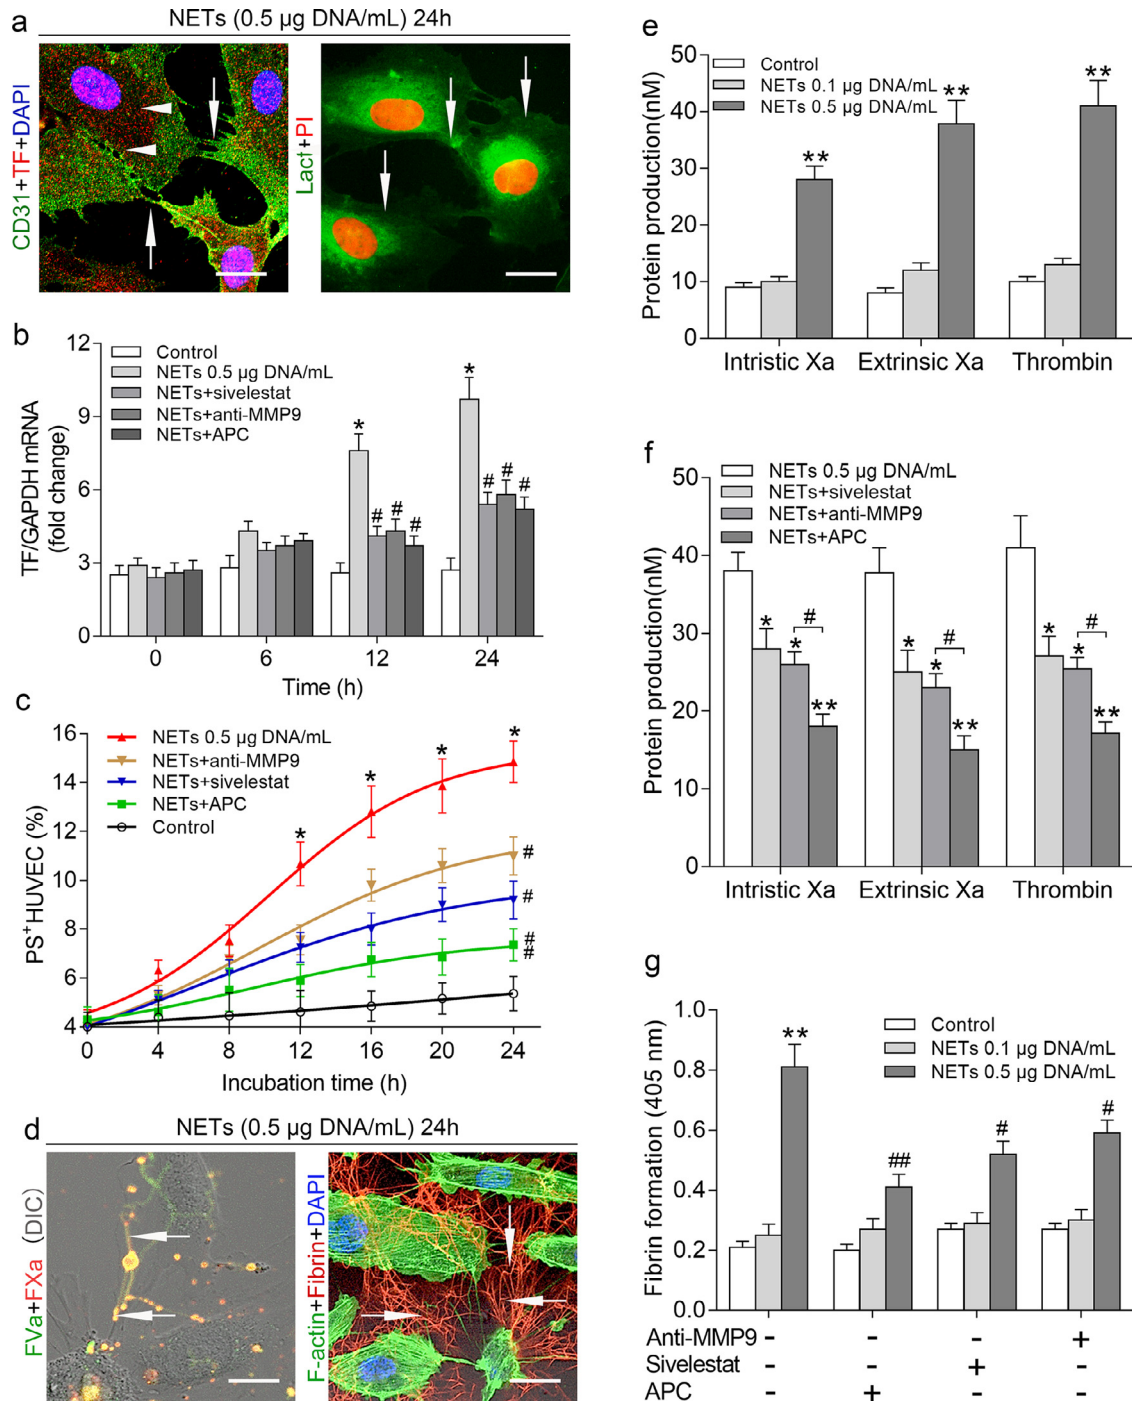 a
NETs (0.5 µg DNA/mL) 24h
CD31+TF+DAPI
Lact+PI
b
TF/GAPDH mRNA
(fold change)
12
9
6
3
0
Control
NETs 0.5 µg DNA/mL
NETs+sivelestat
NETs+anti-MMP9
NETs+APC
* # # #
* # # #
0 6 12 24
Time (h)
c
PS⁺HUVEC (%)
16
14
12
10
8
6
4
NETs 0.5 µg DNA/mL
NETs+anti-MMP9
NETs+sivelestat
NETs+APC
Control
* * * *
#
#
##
0 4 8 12 16 20 24
Incubation time (h)
d
NETs (0.5 µg DNA/mL) 24h
FVa+FXa (DIC)
F-actin+Fibrin+DAPI
e
Protein production(nM)
50
40
30
20
10
0
Control
NETs 0.1 µg DNA/mL
NETs 0.5 µg DNA/mL
** ** **
Intristic Xa Extrinsic Xa Thrombin
f
Protein production(nM)
50
40
30
20
10
0
NETs 0.5 µg DNA/mL
NETs+sivelestat
NETs+anti-MMP9
NETs+APC
* * # **
* * # **
* * # **
Intristic Xa Extrinsic Xa Thrombin
g
Fibrin formation (405 nm)
1.0
0.8
0.6
0.4
0.2
0.0
Control
NETs 0.1 µg DNA/mL
NETs 0.5 µg DNA/mL
** ## # #
Anti-MMP9 - - - +
Sivelestat - - + -
APC - + - -